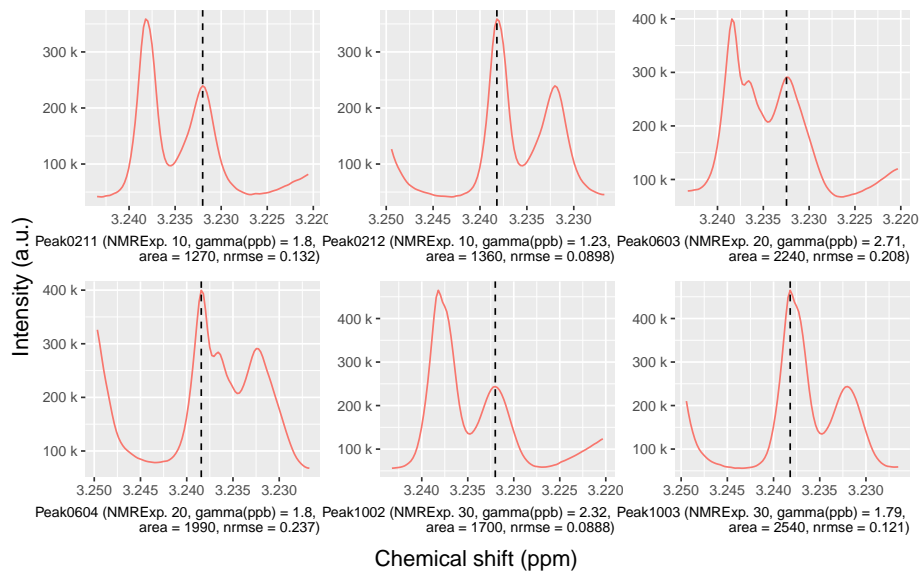 300 k
200 k
100 k
3.240 3.235 3.230 3.225 3.220
Peak0211 (NMRExp. 10, gamma(ppb) = 1.8,
area = 1270, nrmse = 0.132)
300 k
200 k
100 k
3.250 3.245 3.240 3.235 3.230
Peak0212 (NMRExp. 10, gamma(ppb) = 1.23,
area = 1360, nrmse = 0.0898)
400 k
300 k
200 k
100 k
3.240 3.235 3.230 3.225 3.220
Peak0603 (NMRExp. 20, gamma(ppb) = 2.71,
area = 2240, nrmse = 0.208)
400 k
300 k
200 k
100 k
3.250 3.245 3.240 3.235 3.230
Peak0604 (NMRExp. 20, gamma(ppb) = 1.8,
area = 1990, nrmse = 0.237)
400 k
300 k
200 k
100 k
3.240 3.235 3.230 3.225 3.220
Peak1002 (NMRExp. 30, gamma(ppb) = 2.32,
area = 1700, nrmse = 0.0888)
400 k
300 k
200 k
100 k
3.250 3.245 3.240 3.235 3.230
Peak1003 (NMRExp. 30, gamma(ppb) = 1.79,
area = 2540, nrmse = 0.121)
Intensity (a.u.)
Chemical shift (ppm)